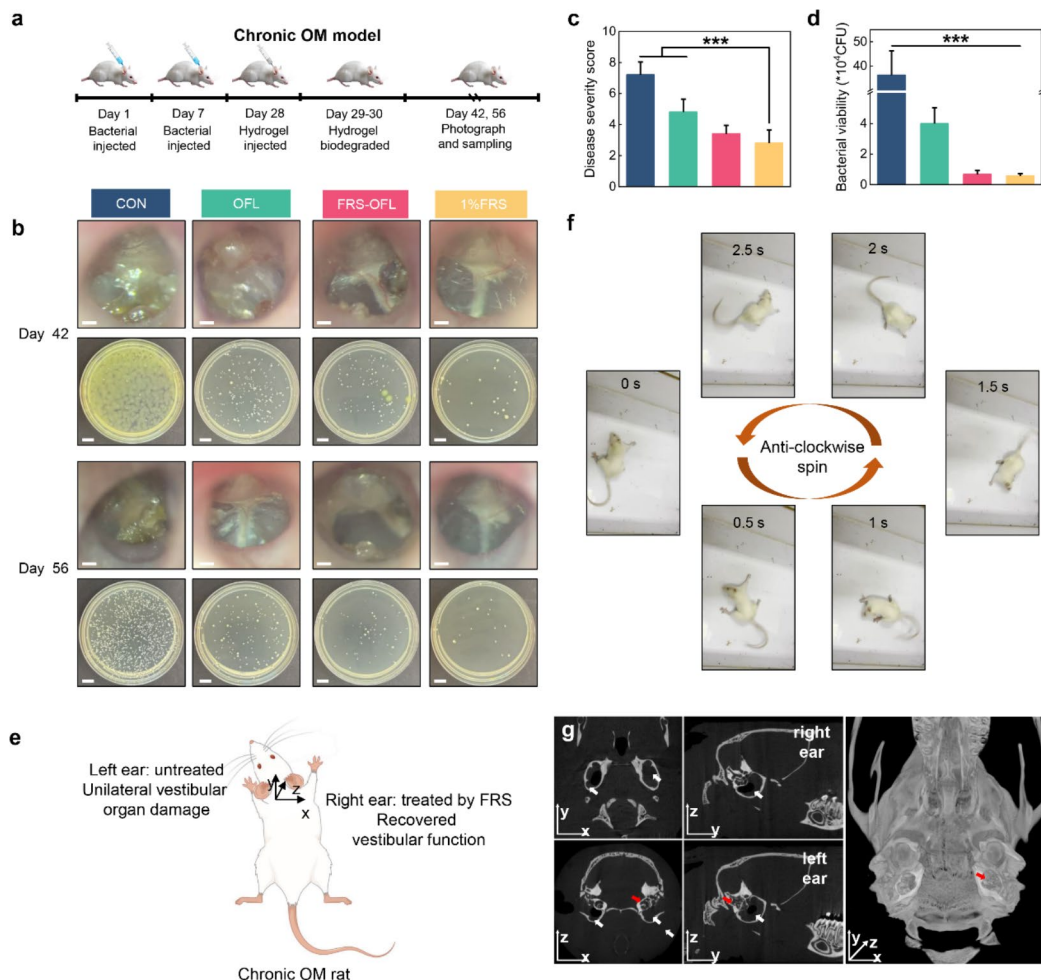 a
Chronic OM model
Day 1
Bacterial
injected
Day 7
Bacterial
injected
Day 28
Hydrogel
injected
Day 29-30
Hydrogel
biodegraded
Day 42, 56
Photograph
and sampling
CON
OFL
FRS-OFL
1%FRS
b
Day 42
Day 56
c
Disease severity score
0
2
4
6
8
10
***
d
Bacterial viability (*10⁴CFU)
0
2
4
30
40
***
e
Left ear: untreated
Unilateral vestibular
organ damage
y
z
x
Right ear: treated by FRS
Recovered
vestibular function
Chronic OM rat
f
2.5 s
2 s
0 s
1.5 s
Anti-clockwise
spin
0.5 s
1 s
g
right
ear
y
x
z
y
left
ear
z
x
z
y
y
z
x